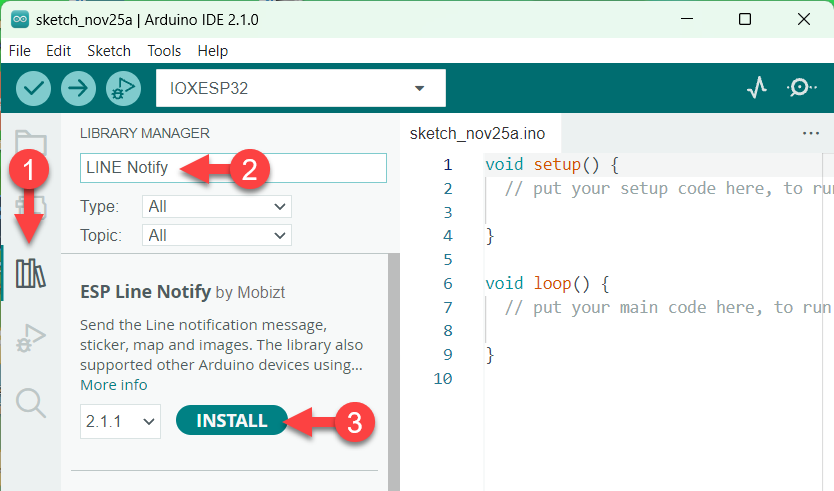 sketch_nov25a | Arduino IDE 2.1.0
File Edit Sketch Tools Help
IOXESP32
LIBRARY MANAGER
1
LINE Notify
2
Type: All
Topic: All
ESP Line Notify by Mobizt
Send the Line notification message,
sticker, map and images. The library also
supported other Arduino devices using...
More info
2.1.1
INSTALL
3
sketch_nov25a.ino
...
1 void setup() {
2 // put your setup code here, to ru
3
4 }
5
6 void loop() {
7 // put your main code here, to run
8
9 }
10